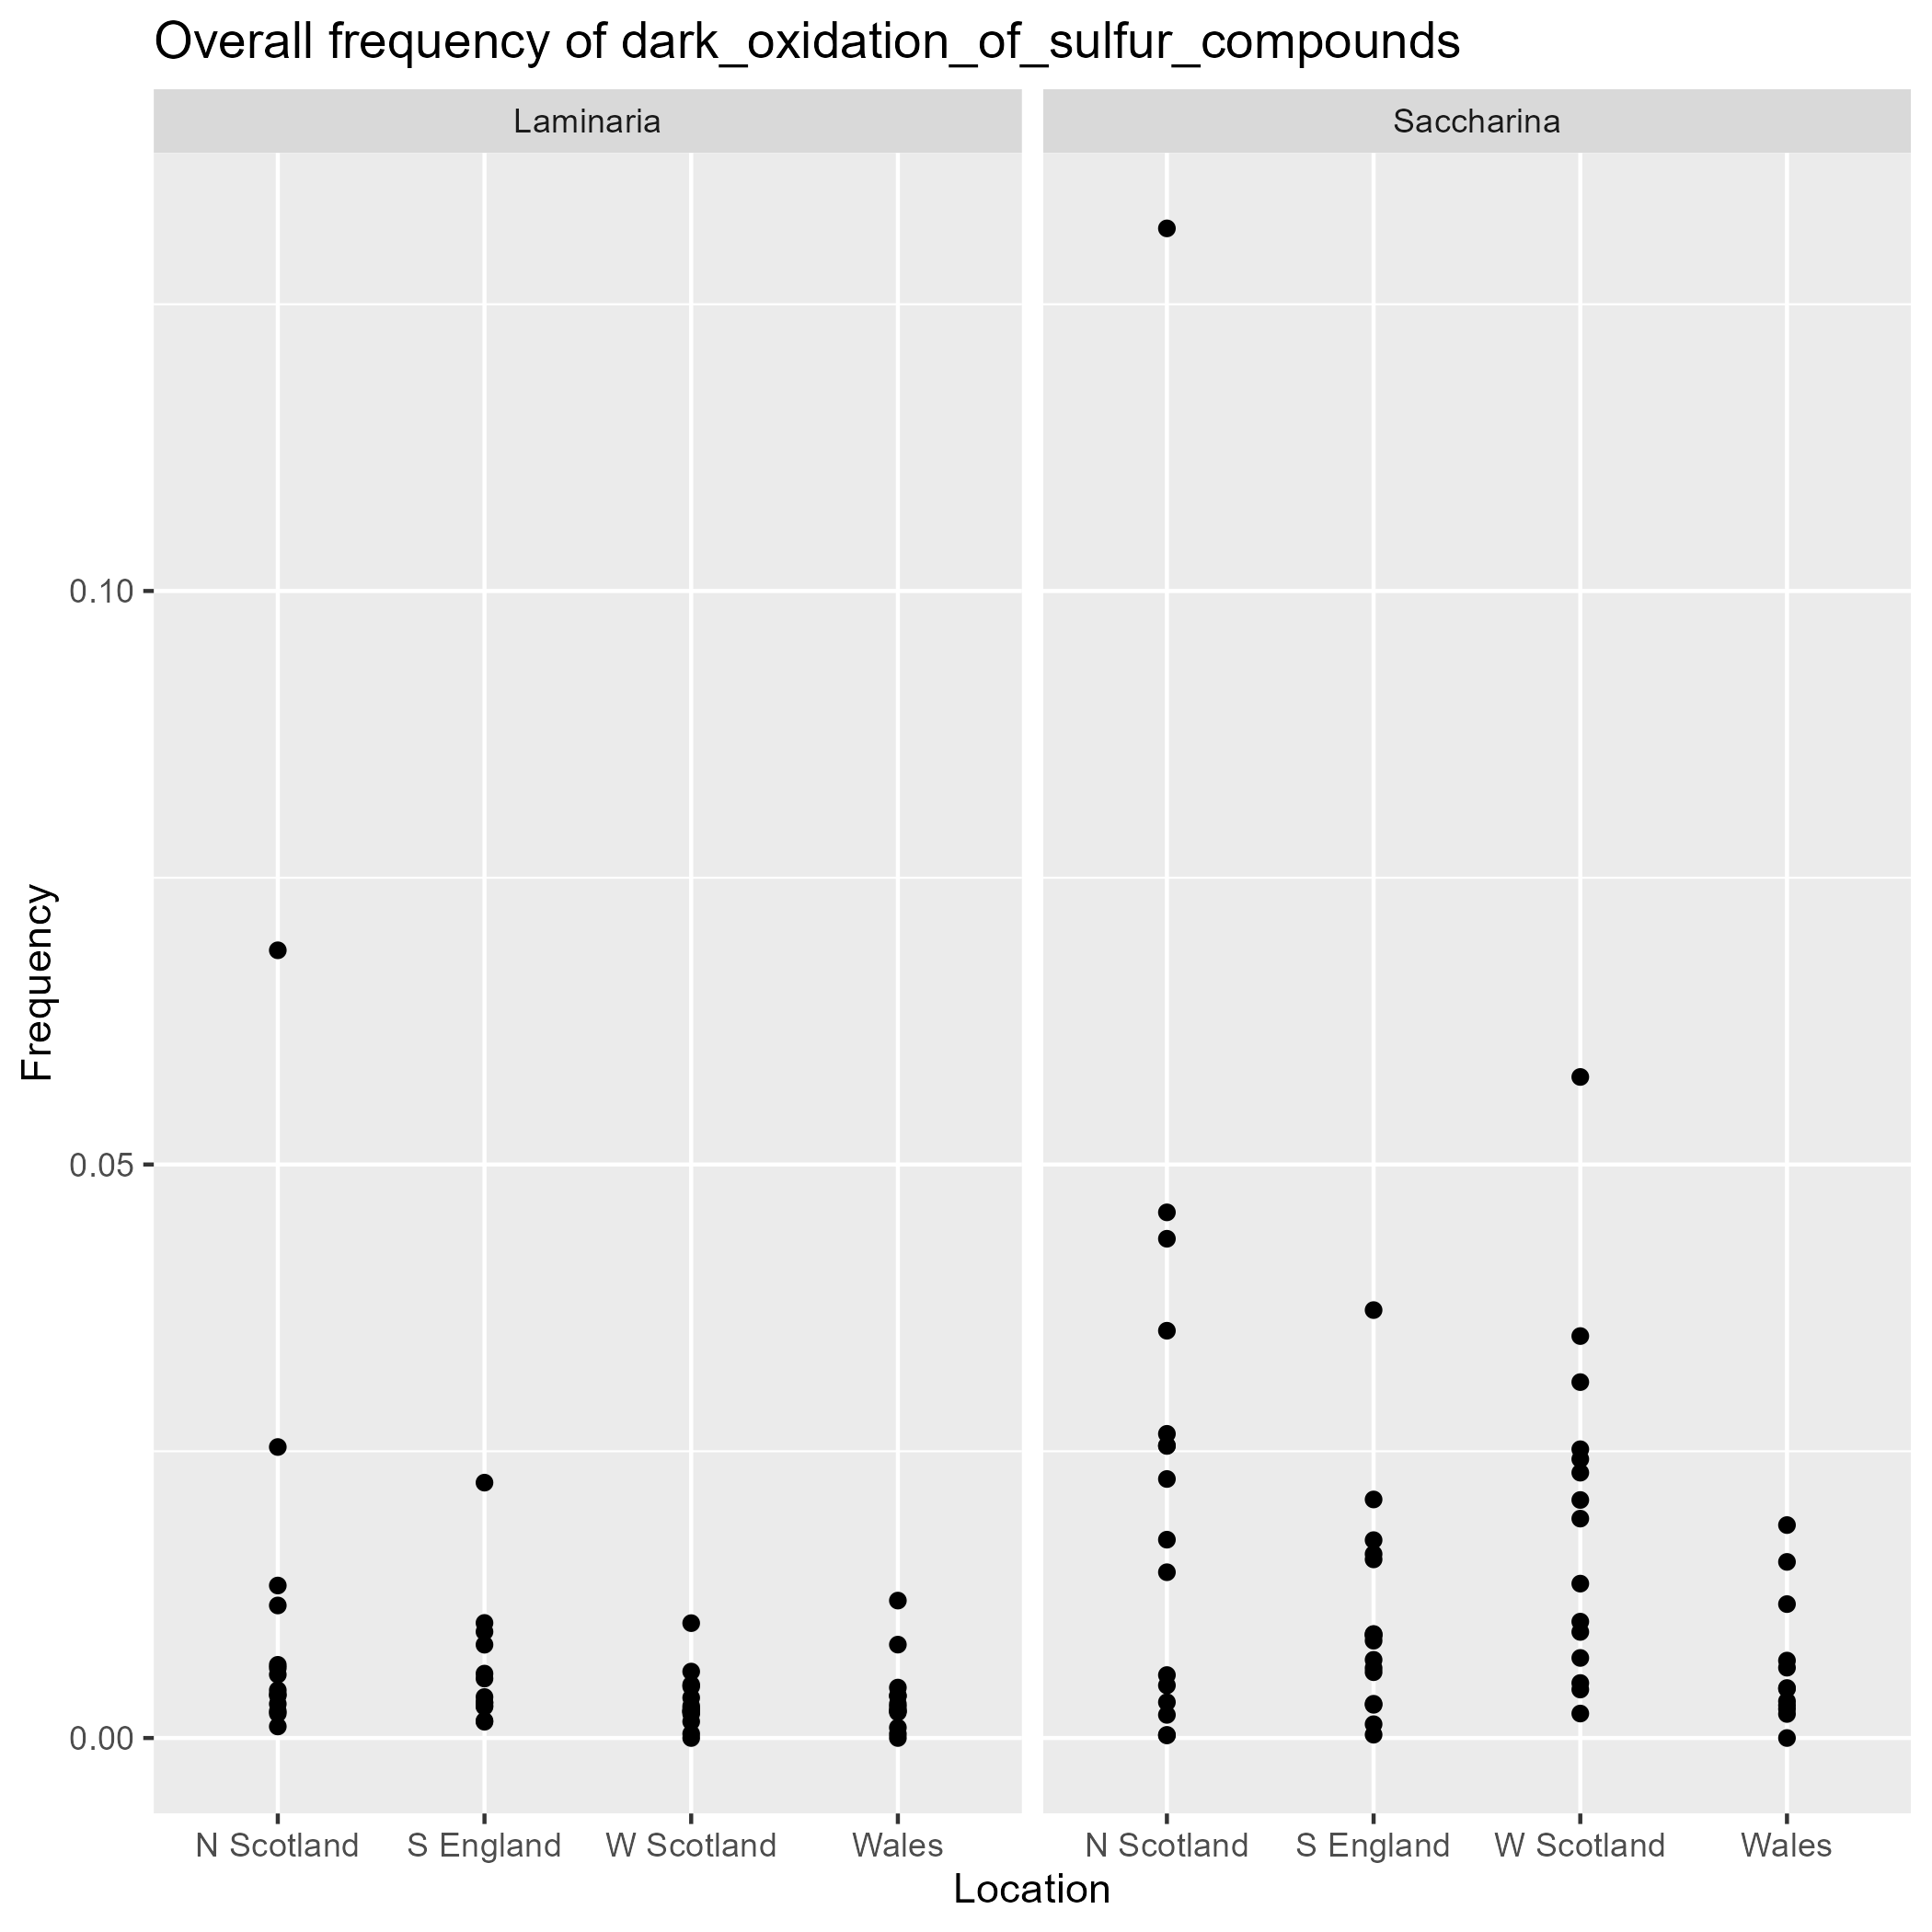 Overall frequency of dark_oxidation_of_sulfur_compounds
Laminaria
Saccharina
Frequency
0.10
0.05
0.00
N Scotland
S England
W Scotland
Wales
N Scotland
S England
W Scotland
Wales
Location